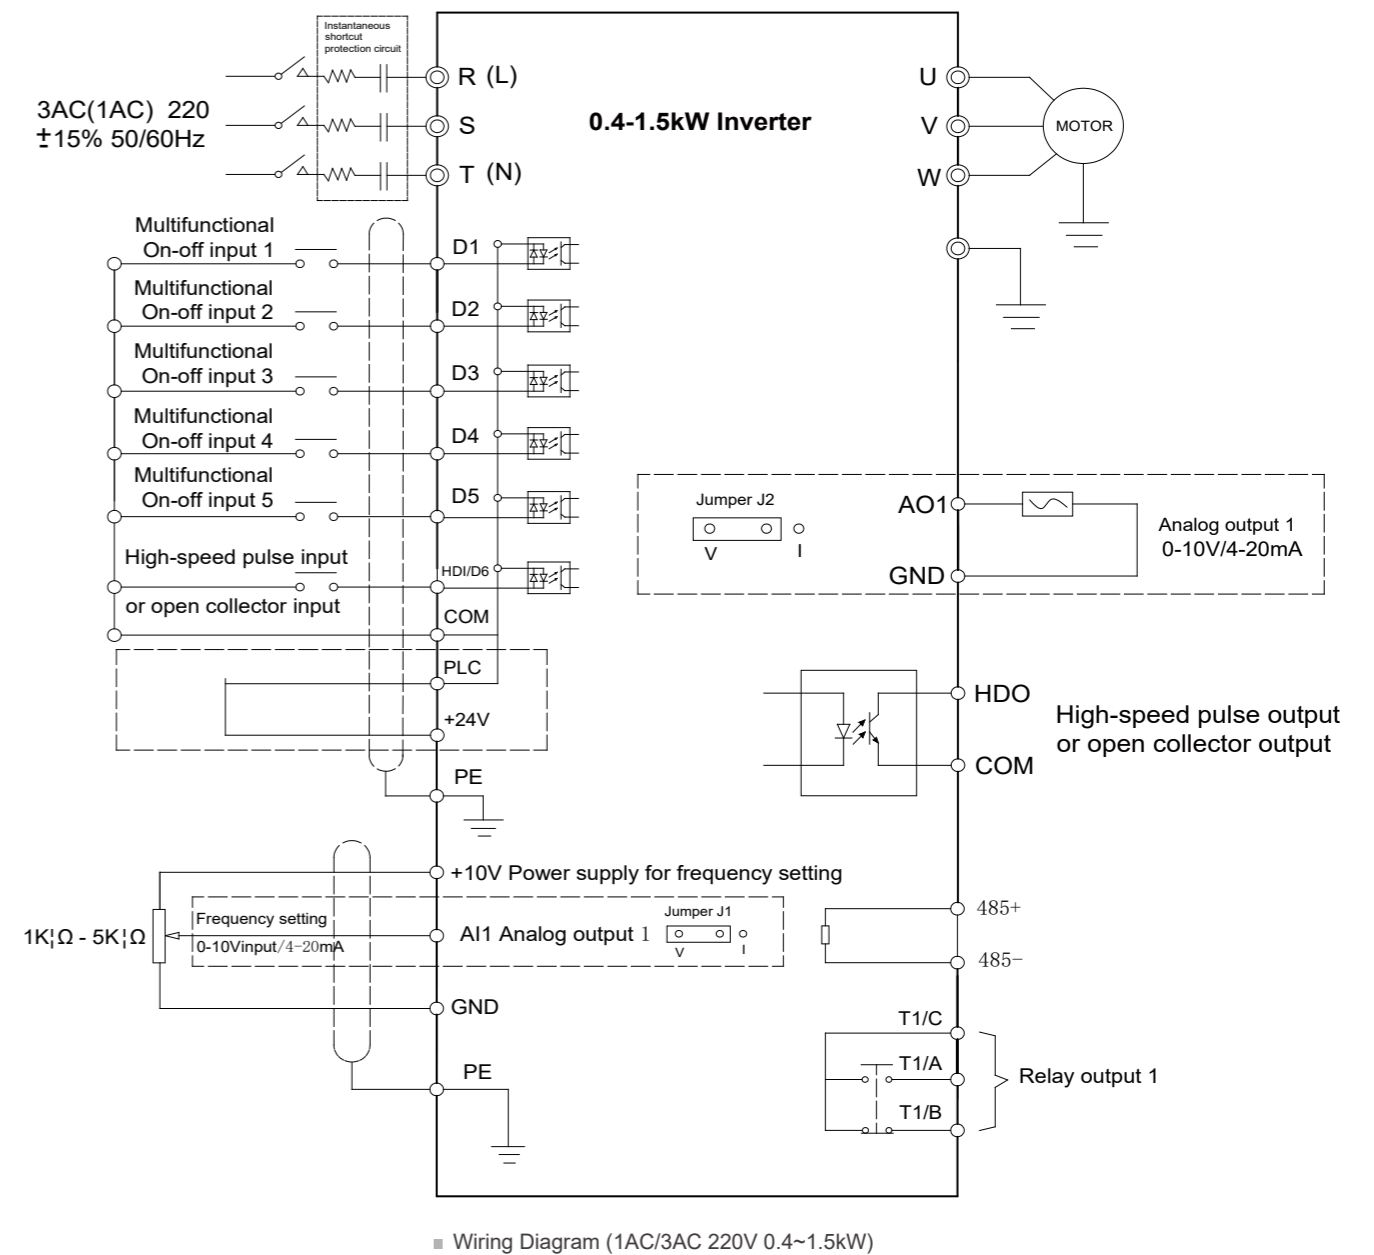 Instantaneous
shortcut
protection circuit
3AC(1AC) 220
±15% 50/60Hz
R (L)
S
T (N)
0.4-1.5kW Inverter
U
V
W
MOTOR
Multifunctional
On-off input 1
D1
Multifunctional
On-off input 2
D2
Multifunctional
On-off input 3
D3
Multifunctional
On-off input 4
D4
Multifunctional
On-off input 5
D5
High-speed pulse input
or open collector input
HDI/D6
COM
PLC
+24V
PE
Jumper J2
V
I
AO1
GND
Analog output 1
0-10V/4-20mA
HDO
COM
High-speed pulse output
or open collector output
+10V Power supply for frequency setting
1K¦Ω - 5K¦Ω
Frequency setting
0-10Vinput/4-20mA
AI1 Analog output 1
Jumper J1
V
I
GND
PE
485+
485-
T1/C
T1/A
T1/B
Relay output 1
Wiring Diagram (1AC/3AC 220V 0.4~1.5kW)